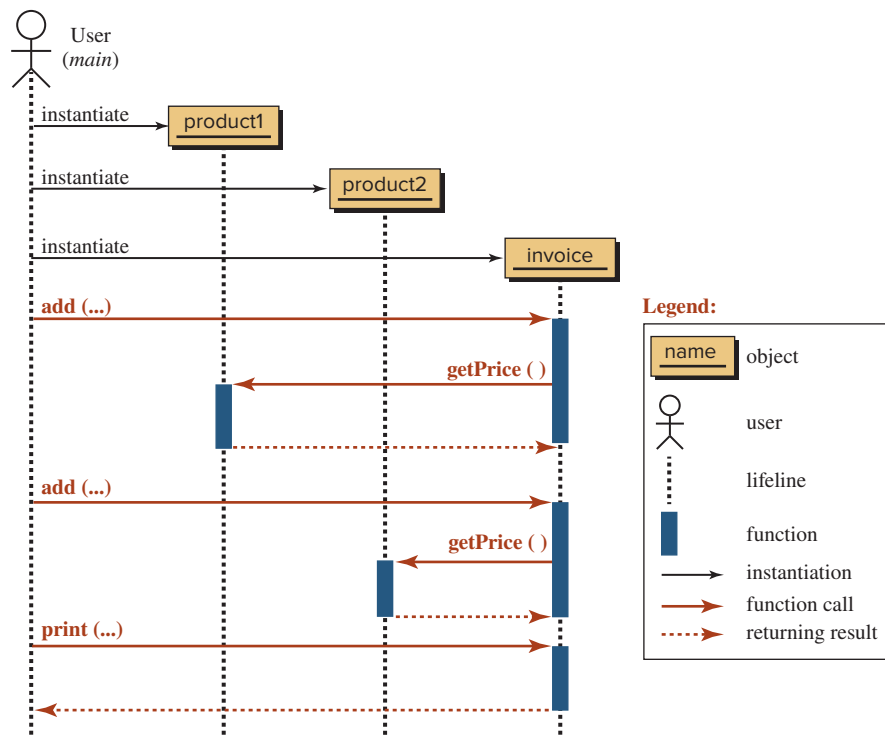 User
(main)
instantiate
product1
instantiate
product2
instantiate
invoice
add (...)
getPrice ( )
add (...)
getPrice ( )
print (...)
Legend:
name
object
user
lifeline
function
instantiation
function call
returning result